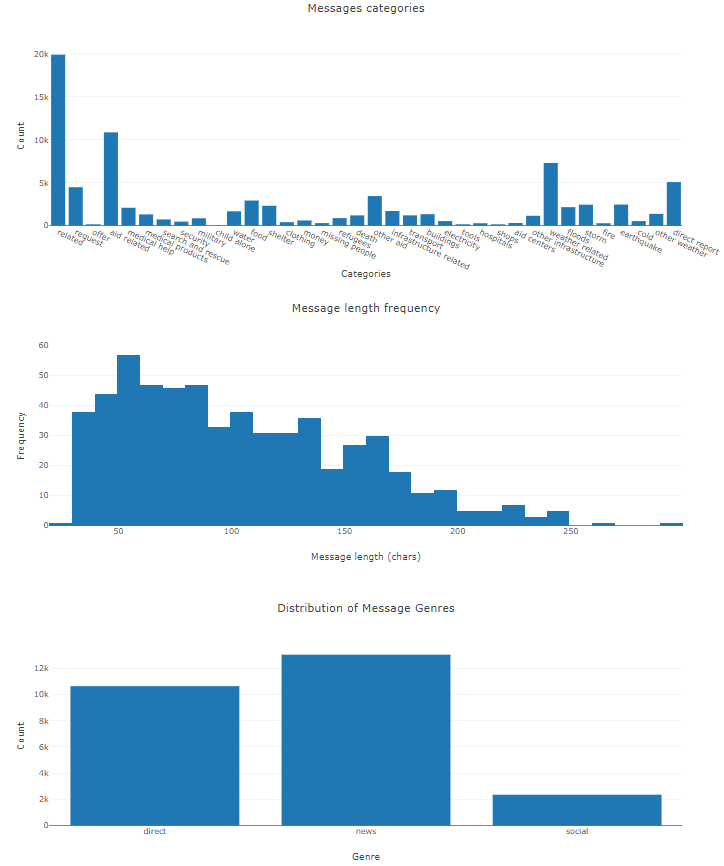 Messages categories
20k
15k
10k
5k
0
Count
related
request
offer
aid related
medical help
medical products
search and rescue
security
military
child alone
water
food
shelter
clothing
money
missing people
refugees
death
other aid
infrastructure related
transport
buildings
electricity
tools
hospitals
shops
aid centers
other infrastructure
weather related
floods
storm
fire
earthquake
cold
other weather
direct report
Categories
Message length frequency
60
50
40
30
20
10
0
Frequency
50
100
150
200
250
Message length (chars)
Distribution of Message Genres
12k
10k
8k
6k
4k
2k
0
Count
direct
news
social
Genre